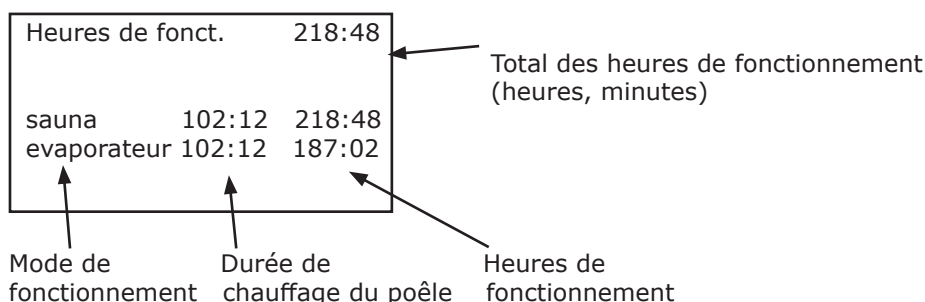 Heures de fonct. 218:48
Total des heures de fonctionnement
(heures, minutes)
sauna 102:12 218:48
evaporateur 102:12 187:02
Mode de
fonctionnement
Durée de
chauffage du poêle
Heures de
fonctionnement